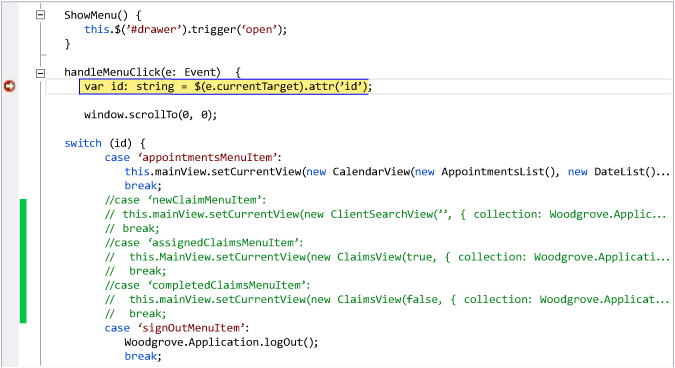 ShowMenu() {
this.$(’#drawer’).trigger(‘open’);
}
handleMenuClick(e: Event) {
var id: string = $(e.currentTarget).attr(’id’);
window.scrollTo(0, 0);
switch (id) {
case ‘appointmentsMenuItem’:
this.mainView.setCurrentView(new CalendarView(new AppointmentsList(), new DateList()...
break;
//case ‘newClaimMenuItem’:
// this.mainView.setCurrentView(new ClientSearchView(’’, { collection: Woodgrove.Applic...
// break;
//case ‘assignedClaimsMenuItem’:
// this.MainView.setCurrentView(new ClaimsView(true, { collection: Woodgrove.Applicati...
// break;
//case ‘completedClaimsMenuItem’:
// this.mainView.setCurrentView(new ClaimsView(false, { collection: Woodgrove.Applicat...
// break;
case ‘signOutMenuItem’:
Woodgrove.Application.logOut();
break;